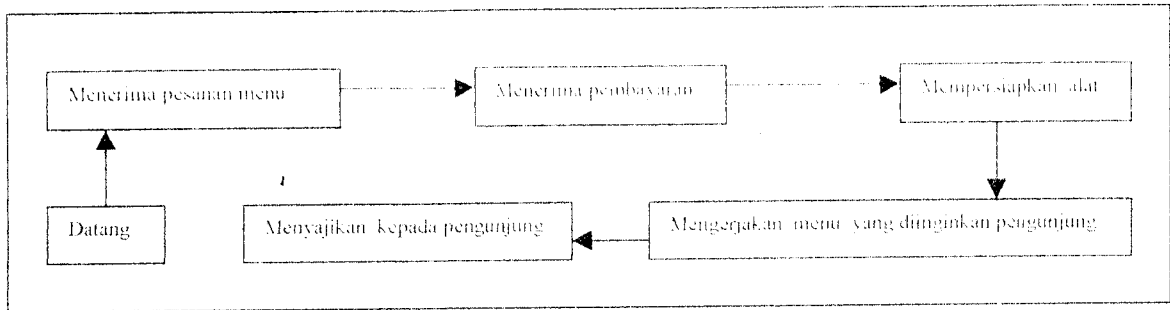 Menerima pesanan menu
Menerima pembayaran
Mempersiapkan alat
Datang
Menyajikan kepada pengunjung
Mengerjakan menu yang diinginkan pengunjung